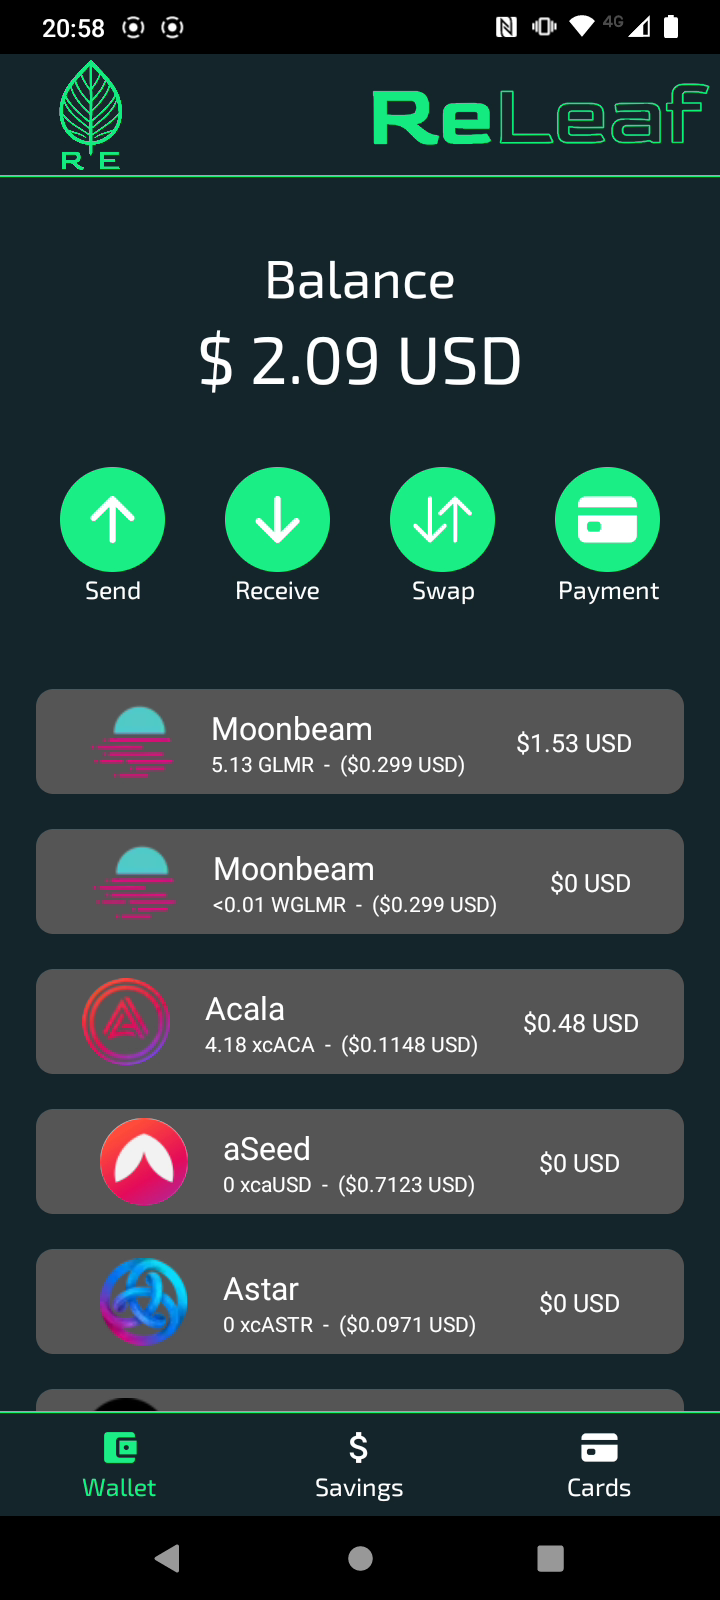 20:58
4G
R E
ReLeaf
Balance
$ 2.09 USD
Send
Receive
Swap
Payment
Moonbeam
5.13 GLMR - ($0.299 USD)
$1.53 USD
Moonbeam
<0.01 WGLMR - ($0.299 USD)
$0 USD
Acala
4.18 xcACA - ($0.1148 USD)
$0.48 USD
aSeed
0 xcaUSD - ($0.7123 USD)
$0 USD
Astar
0 xcASTR - ($0.0971 USD)
$0 USD
Wallet
Savings
Cards